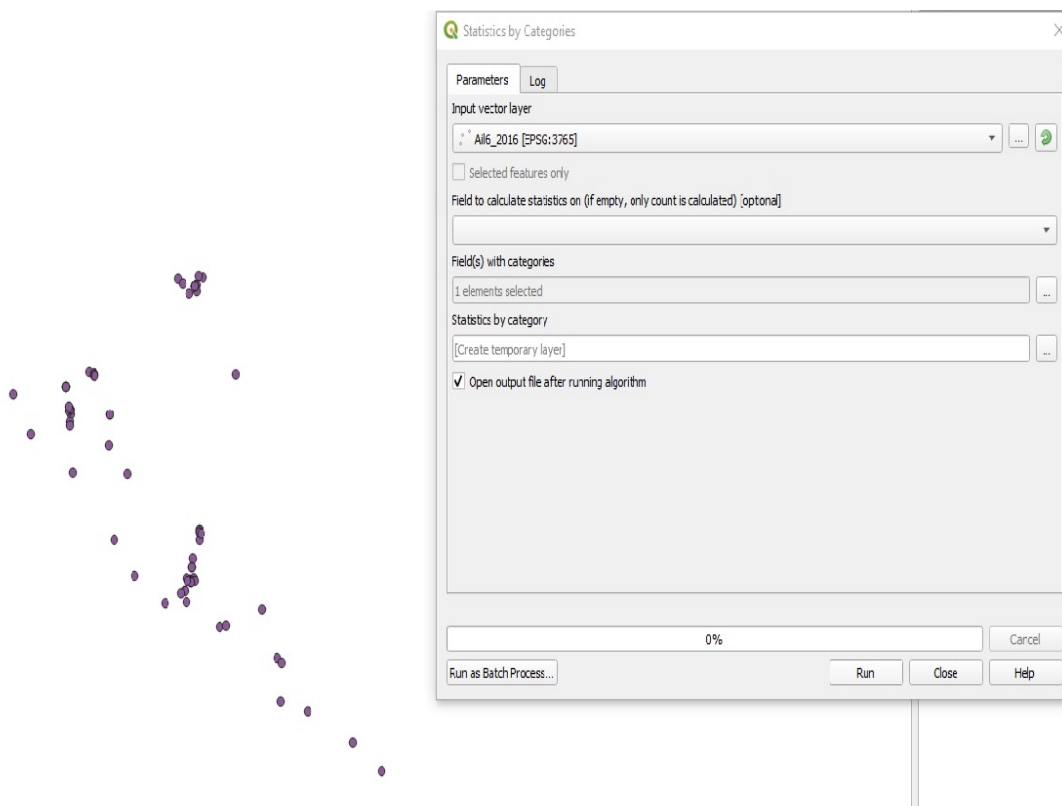 Statistics by Categories
Parameters
Log
Input vector layer
Ail6_2016 [EPSG:3765]
...
Selected features only
Field to calculate statistics on (if empty, only count is calculated) [optional]
Field(s) with categories
1 elements selected
...
Statistics by category
[Create temporary layer]
...
Open output file after running algorithm
0%
Cancel
Run as Batch Process...
Run
Close
Help